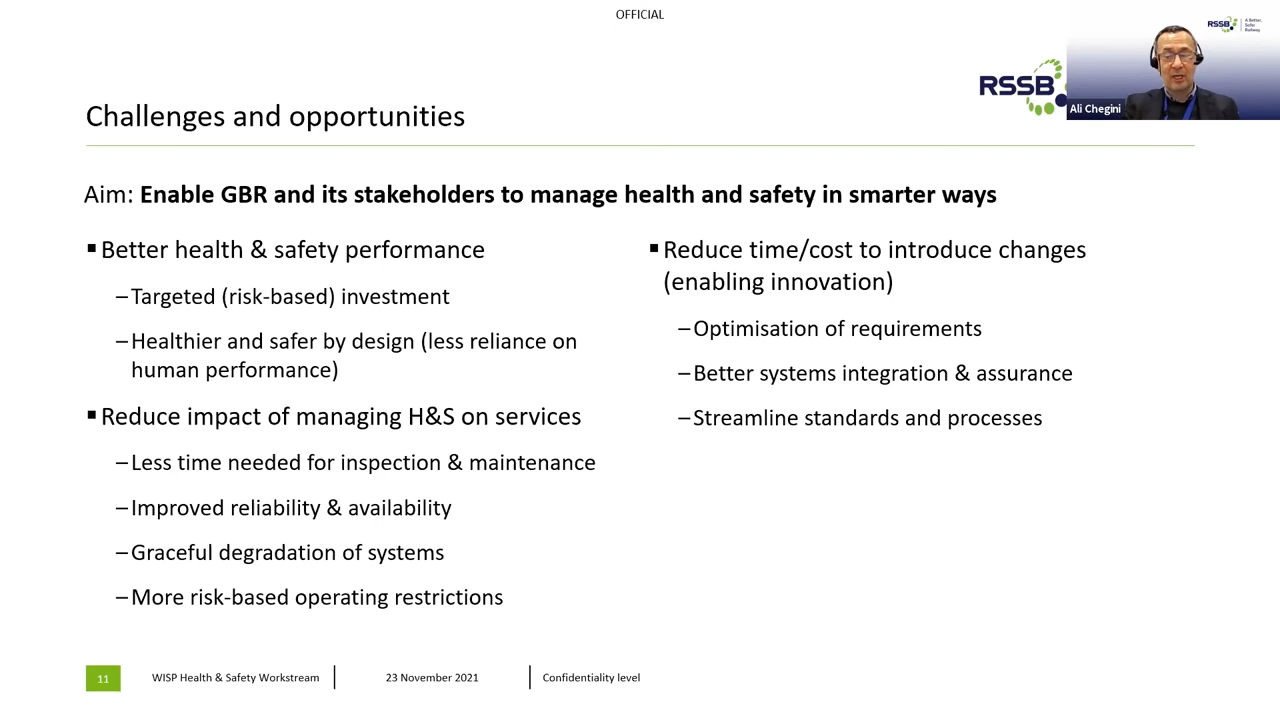 OFFICIAL
RSSB
A Better,
Safer
Railway
RSSB
Ali Chegini
Challenges and opportunities
Aim: Enable GBR and its stakeholders to manage health and safety in smarter ways
▪Better health & safety performance
–Targeted (risk-based) investment
–Healthier and safer by design (less reliance on
human performance)
▪Reduce impact of managing H&S on services
–Less time needed for inspection & maintenance
–Improved reliability & availability
–Graceful degradation of systems
–More risk-based operating restrictions
▪Reduce time/cost to introduce changes
(enabling innovation)
–Optimisation of requirements
–Better systems integration & assurance
–Streamline standards and processes
11
WISP Health & Safety Workstream
23 November 2021
Confidentiality level